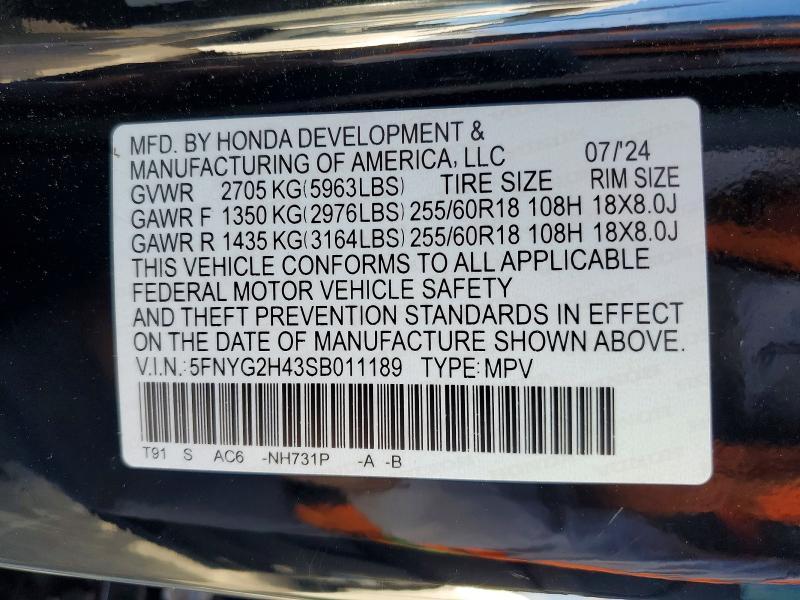 MFD. BY HONDA DEVELOPMENT &
MANUFACTURING OF AMERICA, LLC 07/'24
GVWR 2705 KG(5963LBS) TIRE SIZE RIM SIZE
GAWR F 1350 KG(2976LBS) 255/60R18 108H 18X8.0J
GAWR R 1435 KG(3164LBS) 255/60R18 108H 18X8.0J
THIS VEHICLE CONFORMS TO ALL APPLICABLE
FEDERAL MOTOR VEHICLE SAFETY
AND THEFT PREVENTION STANDARDS IN EFFECT
ON THE DATE OF MANUFACTURE SHOWN ABOVE.
V.I.N.: 5FNYG2H43SB011189 TYPE: MPV
T91 S AC6 -NH731P -A -B